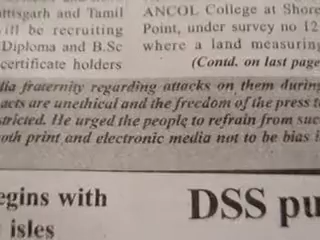 ttisgarh and Tamil
ill be recruiting
Diploma and B.Sc
certificate holders
ANCOL College at Shore
Point, under survey no 12
where a land measuring
(Contd. on last page
dia fraternity regarding attacks on them during
acts are unethical and the freedom of the press t
stricted. He urged the people to refrain from suc
oth print and electronic media not to be bias i
egins with
isles
DSS pu